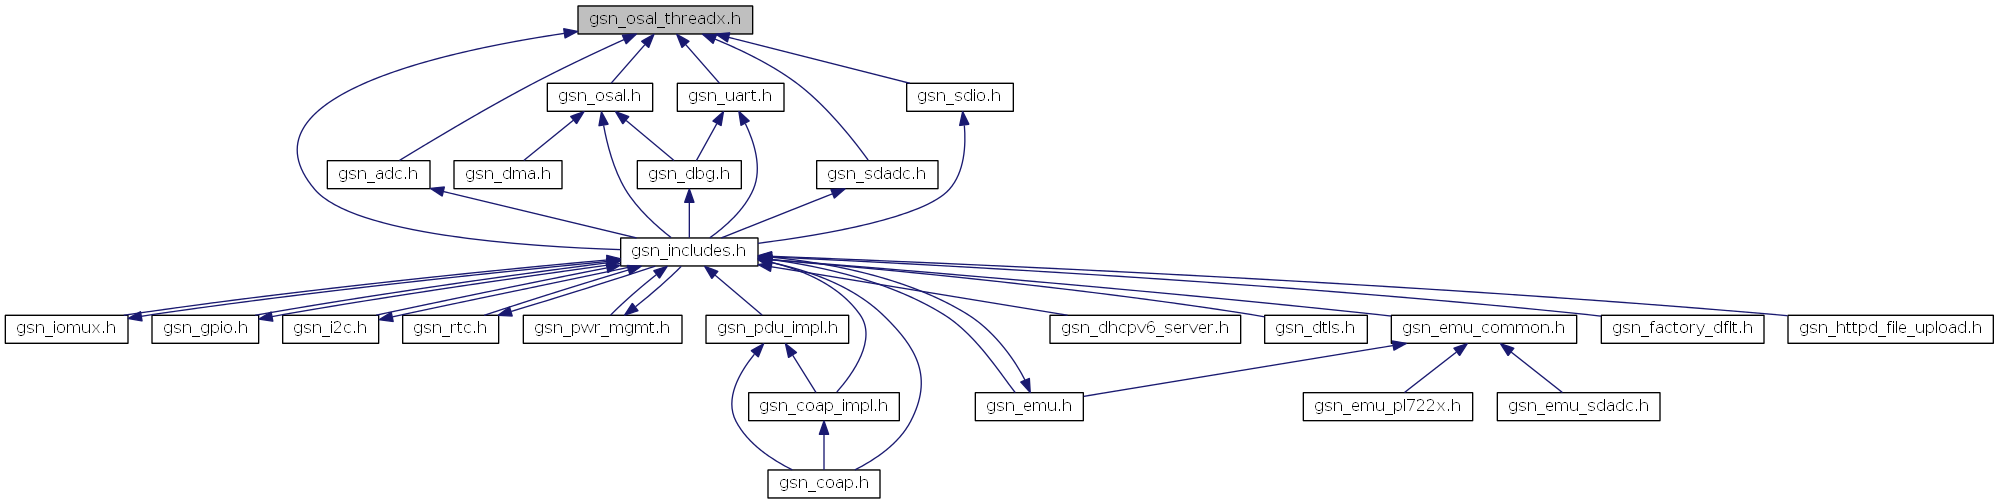 gsn_osal_threadx.h
gsn_osal.h
gsn_uart.h
gsn_sdio.h
gsn_adc.h
gsn_dma.h
gsn_dbg.h
gsn_sdadc.h
gsn_includes.h
gsn_iomux.h
gsn_gpio.h
gsn_i2c.h
gsn_rtc.h
gsn_pwr_mgmt.h
gsn_pdu_impl.h
gsn_dhcpv6_server.h
gsn_dtls.h
gsn_emu_common.h
gsn_factory_dflt.h
gsn_httpd_file_upload.h
gsn_coap_impl.h
gsn_emu.h
gsn_emu_pl722x.h
gsn_emu_sdadc.h
gsn_coap.h